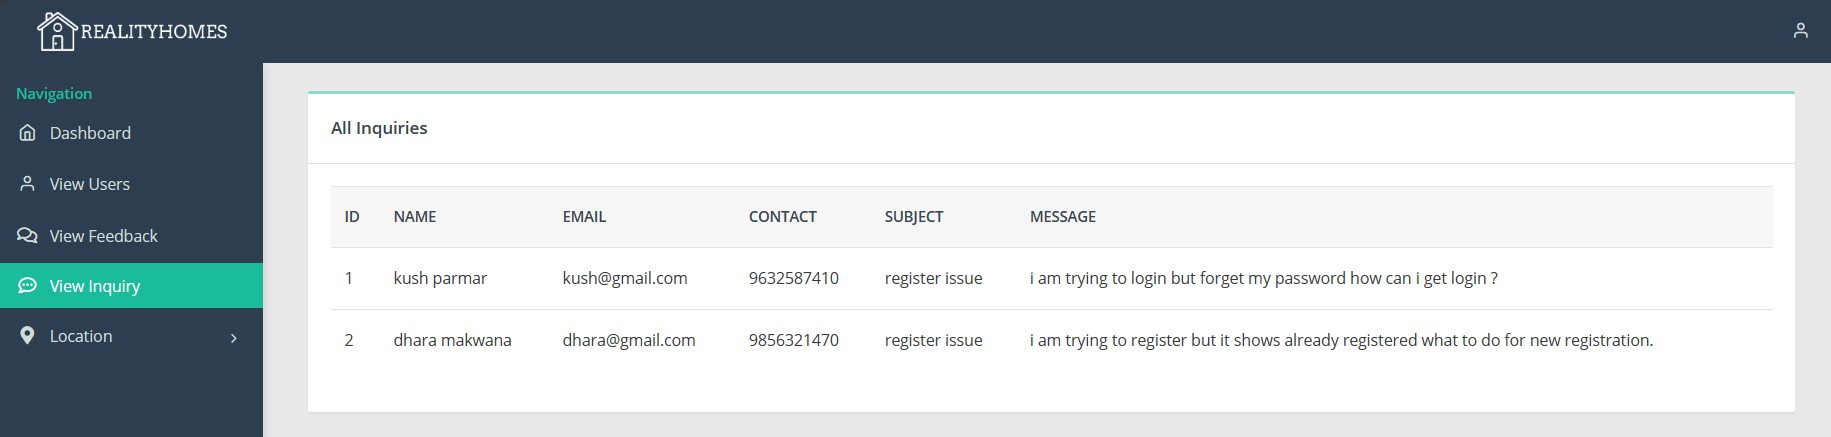 REALITYHOMES
Navigation
Dashboard
View Users
View Feedback
View Inquiry
Location
All Inquiries
ID NAME EMAIL CONTACT SUBJECT MESSAGE
1 kush parmar kush@gmail.com 9632587410 register issue i am trying to login but forget my password how can i get login ?
2 dhara makwana dhara@gmail.com 9856321470 register issue i am trying to register but it shows already registered what to do for new registration.